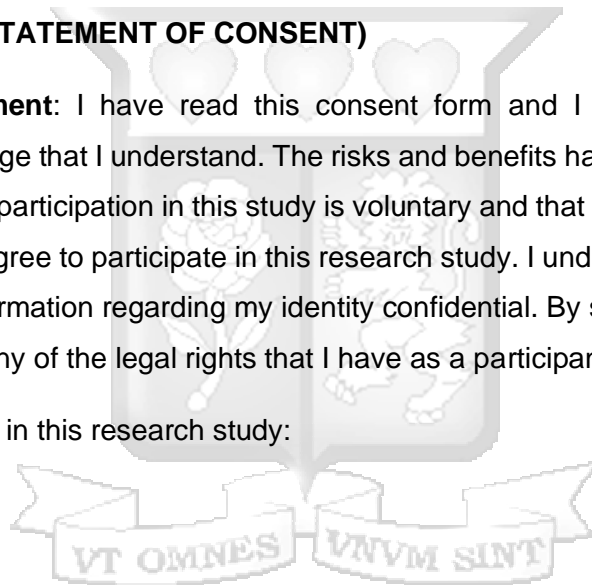 TATEMENT OF CONSENT)
ment: I have read this consent form and I
ge that I understand. The risks and benefits ha
participation in this study is voluntary and that
gree to participate in this research study. I und
rmation regarding my identity confidential. By s
ny of the legal rights that I have as a participan
in this research study:
VT OMNES VNVM SINT